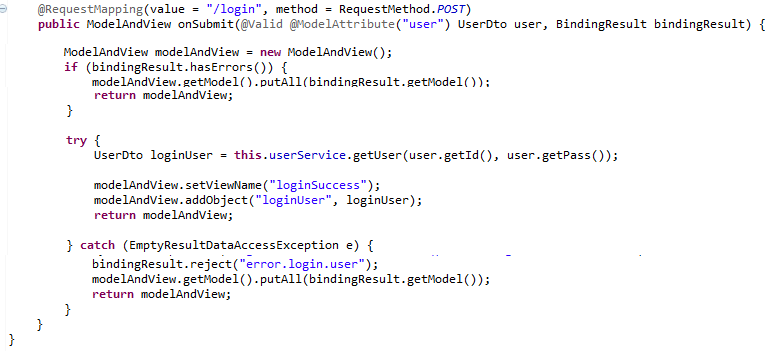 @RequestMapping(value = "/login", method = RequestMethod.POST)
public ModelAndView onSubmit(@Valid @ModelAttribute("user") UserDto user, BindingResult bindingResult) {
ModelAndView modelAndView = new ModelAndView();
if (bindingResult.hasErrors()) {
modelAndView.getModel().putAll(bindingResult.getModel());
return modelAndView;
}
try {
UserDto loginUser = this.userService.getUser(user.getId(), user.getPass());
modelAndView.setViewName("loginSuccess");
modelAndView.addObject("loginUser", loginUser);
return modelAndView;
} catch (EmptyResultDataAccessException e) {
bindingResult.reject("error.login.user");
modelAndView.getModel().putAll(bindingResult.getModel());
return modelAndView;
}
}
}